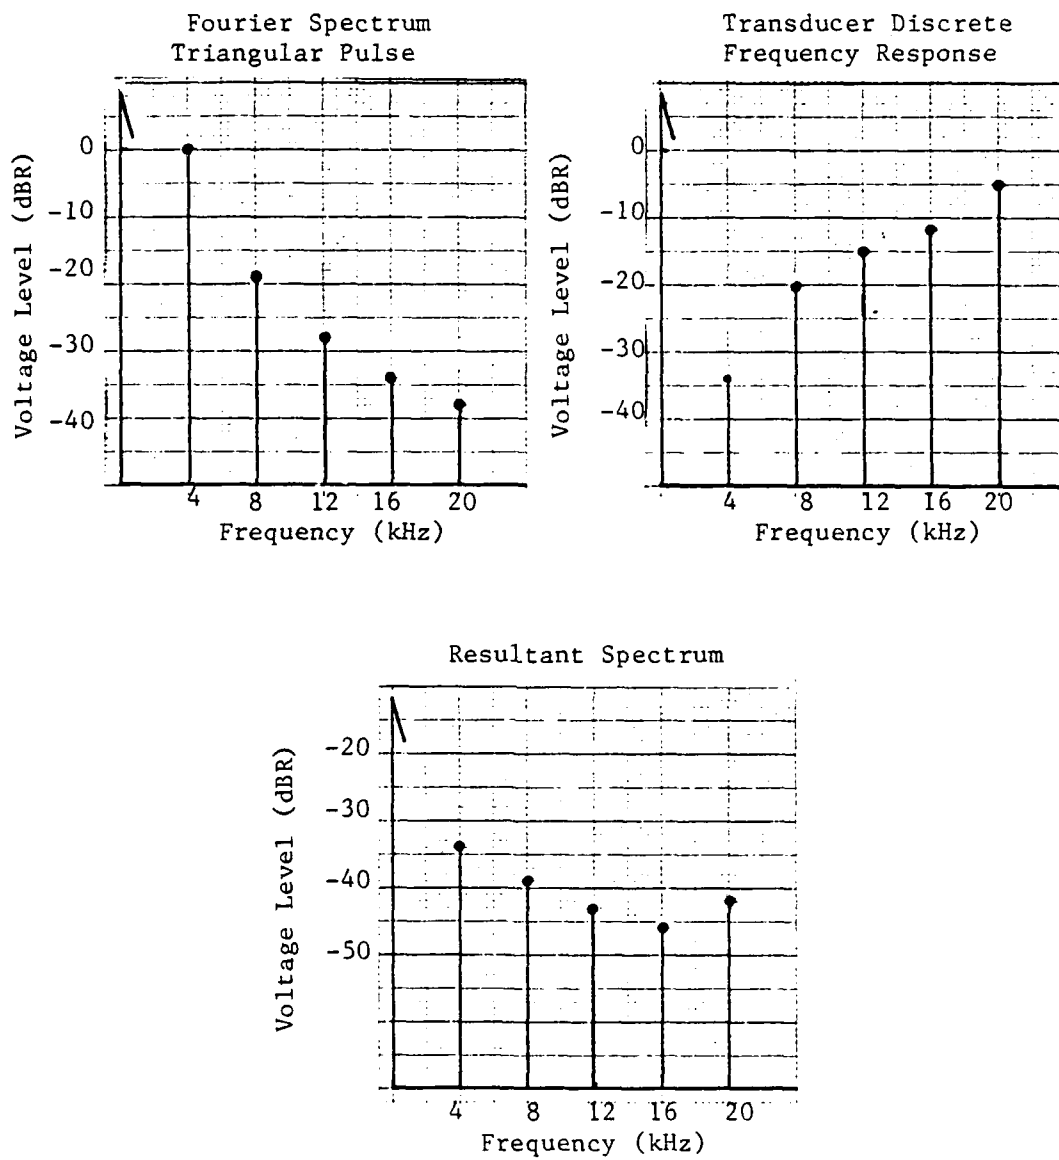 Fourier Spectrum
Triangular Pulse
Voltage Level (dBR)
0
-10
-20
-30
-40
4 8 12 16 20
Frequency (kHz)
Transducer Discrete
Frequency Response
Voltage Level (dBR)
0
-10
-20
-30
-40
4 8 12 16 20
Frequency (kHz)
Resultant Spectrum
Voltage Level (dBR)
-20
-30
-40
-50
4 8 12 16 20
Frequency (kHz)